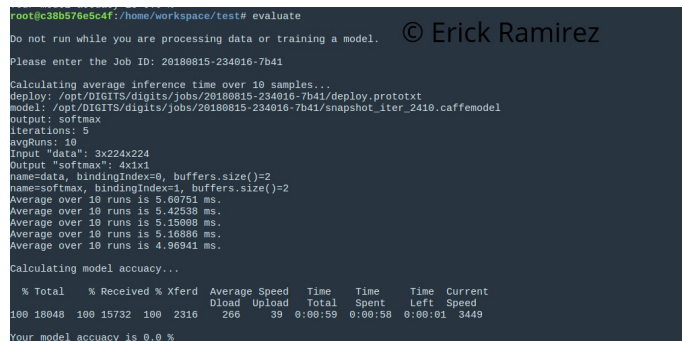 root@c38b576e5c4f:/home/workspace/test# evaluate
© Erick Ramirez
Do not run while you are processing data or training a model.
Please enter the Job ID: 20180815-234016-7b41
Calculating average inference time over 10 samples...
deploy: /opt/DIGITS/digits/jobs/20180815-234016-7b41/deploy.prototxt
model: /opt/DIGITS/digits/jobs/20180815-234016-7b41/snapshot_iter_2410.caffemodel
output: softmax
iterations: 5
avgRuns: 10
Input "data": 3x224x224
Output "softmax": 4x1x1
name=data, bindingIndex=0, buffers.size()=2
name=softmax, bindingIndex=1, buffers.size()=2
Average over 10 runs is 5.60751 ms.
Average over 10 runs is 5.42538 ms.
Average over 10 runs is 5.15008 ms.
Average over 10 runs is 5.16886 ms.
Average over 10 runs is 4.96941 ms.
Calculating model accuacy...
% Total % Received % Xferd Average Speed Time Time Time Current
Dload Upload Total Spent Left Speed
100 18048 100 15732 100 2316 266 39 0:00:59 0:00:58 0:00:01 3449
Your model accuacy is 0.0 %